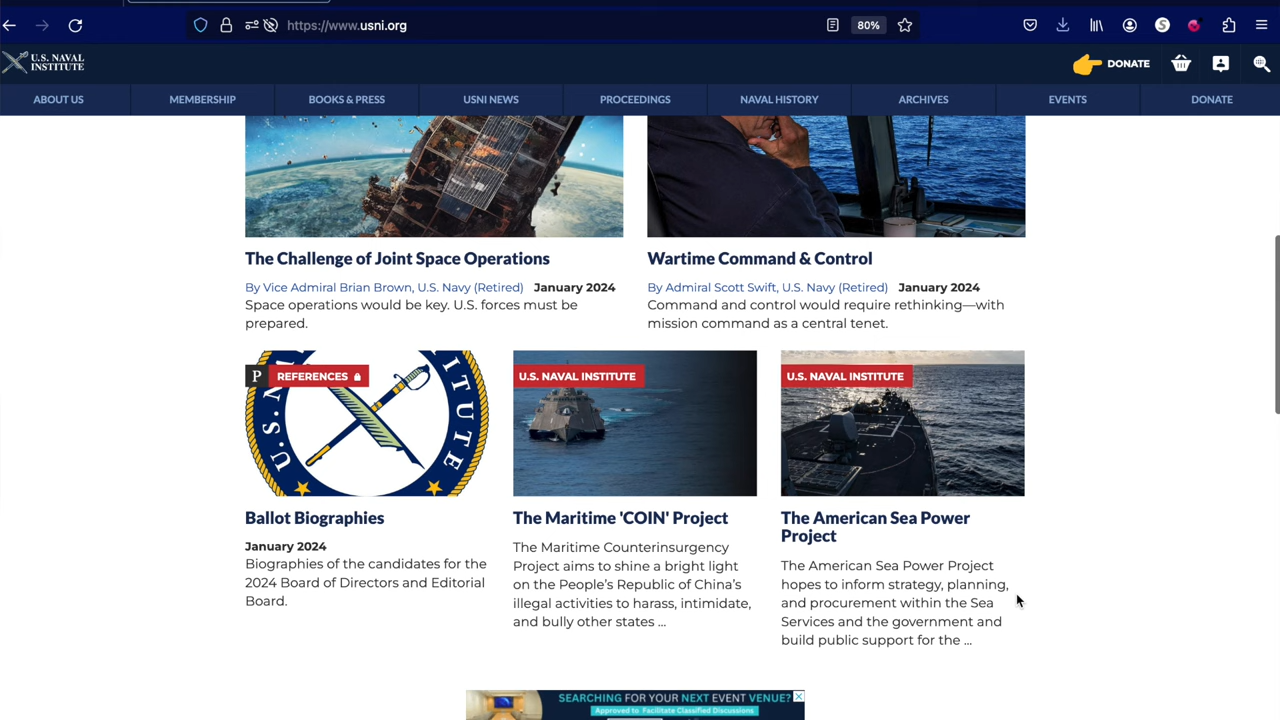 https://www.usni.org
80%
U.S. NAVAL
INSTITUTE
DONATE
ABOUT US
MEMBERSHIP
BOOKS & PRESS
USNI NEWS
PROCEEDINGS
NAVAL HISTORY
ARCHIVES
EVENTS
DONATE
The Challenge of Joint Space Operations
By Vice Admiral Brian Brown, U.S. Navy (Retired) January 2024
Space operations would be key. U.S. forces must be
prepared.
Wartime Command & Control
By Admiral Scott Swift, U.S. Navy (Retired) January 2024
Command and control would require rethinking—with
mission command as a central tenet.
P REFERENCES
U.S. NA
ITUTE
Ballot Biographies
January 2024
Biographies of the candidates for the
2024 Board of Directors and Editorial
Board.
U.S. NAVAL INSTITUTE
The Maritime 'COIN' Project
The Maritime Counterinsurgency
Project aims to shine a bright light
on the People's Republic of China's
illegal activities to harass, intimidate,
and bully other states ...
U.S. NAVAL INSTITUTE
The American Sea Power
Project
The American Sea Power Project
hopes to inform strategy, planning,
and procurement within the Sea
Services and the government and
build public support for the ...
SEARCHING FOR YOUR NEXT EVENT VENUE?
Approved to Facilitate Classified Discussions